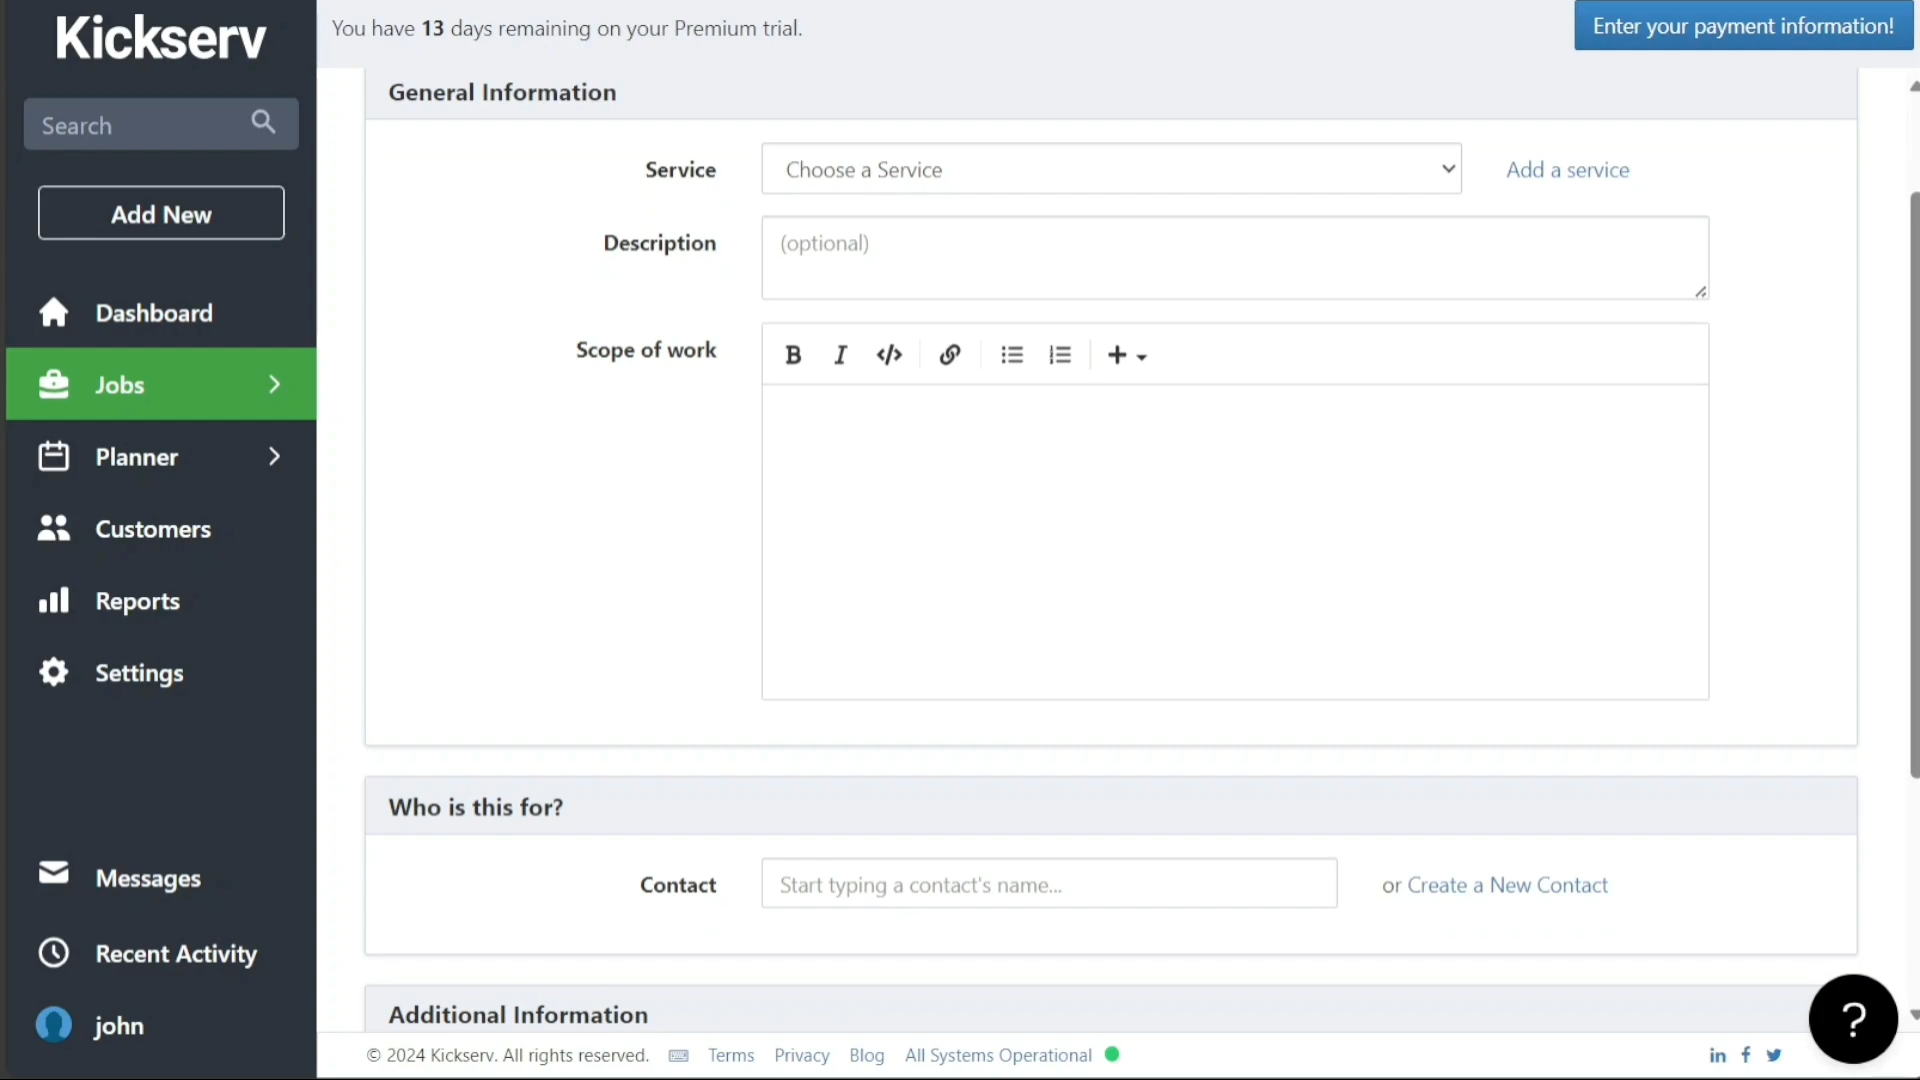 Kickserv
You have 13 days remaining on your Premium trial.
Enter your payment information!
Search
Add New
Dashboard
Jobs
Planner
Customers
Reports
Settings
Messages
Recent Activity
john
General Information
Service
Choose a Service
Add a service
Description
(optional)
Scope of work
B I </>
Who is this for?
Contact
Start typing a contact's name...
or Create a New Contact
Additional Information
?
© 2024 Kickserv. All rights reserved. Terms Privacy Blog All Systems Operational